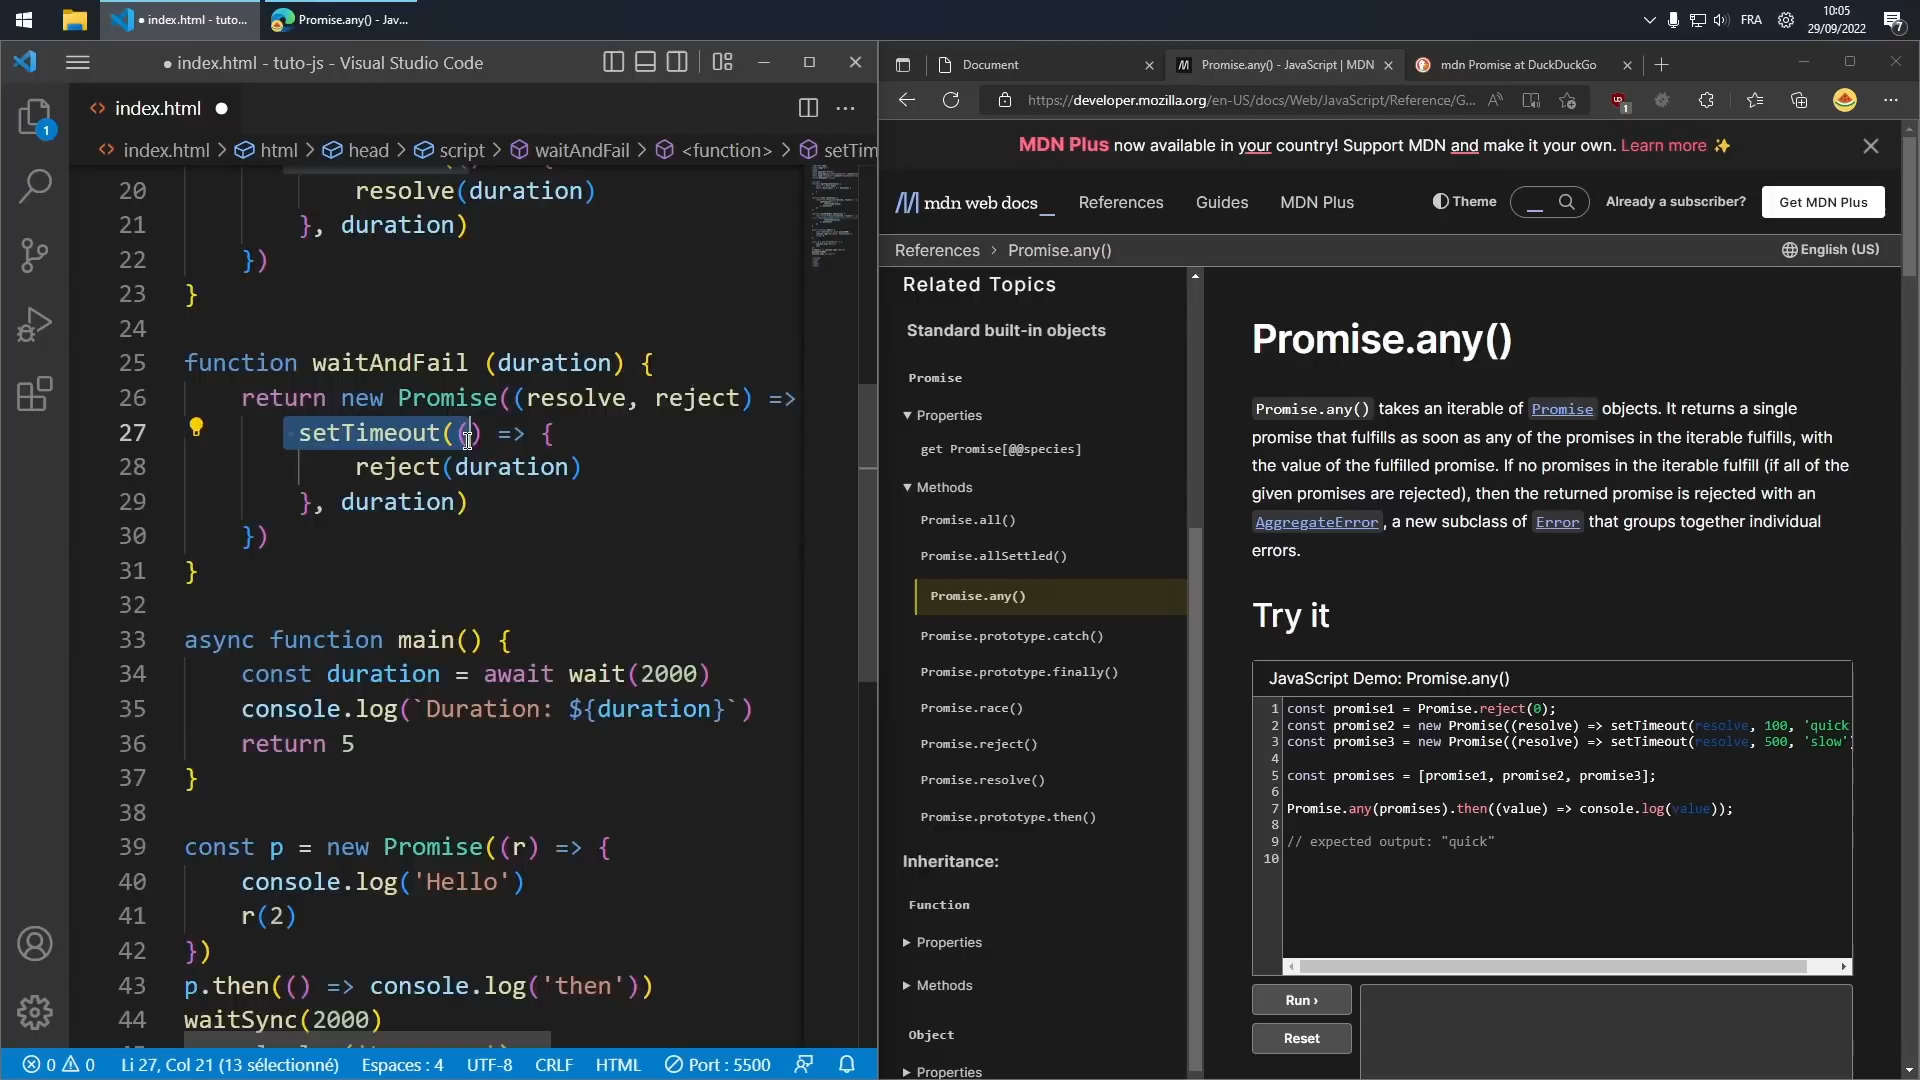 index.html - tuto...
Promise.any() - Jav...
FRA
10:05
29/09/2022
7
index.html - tuto-js - Visual Studio Code
1
index.html
index.html > html > head > script > waitAndFail > <function> > setTim
20 resolve(duration)
21 }, duration)
22 })
23 }
24
25 function waitAndFail (duration) {
26 return new Promise((resolve, reject) =>
27 setTimeout(() => {
28 reject(duration)
29 }, duration)
30 })
31 }
32
33 async function main() {
34 const duration = await wait(2000)
35 console.log(`Duration: ${duration}`)
36 return 5
37 }
38
39 const p = new Promise((r) => {
40 console.log('Hello')
41 r(2)
42 })
43 p.then(() => console.log('then'))
44 waitSync(2000)
0 0 Li 27, Col 21 (13 sélectionné) Espaces : 4 UTF-8 CRLF HTML Port : 5500
Document
Promise.any() - JavaScript | MDN
mdn Promise at DuckDuckGo
https://developer.mozilla.org/en-US/docs/Web/JavaScript/Reference/G...
1
MDN Plus now available in your country! Support MDN and make it your own. Learn more ✨
mdn web docs_
References
Guides
MDN Plus
Theme
Already a subscriber?
Get MDN Plus
References > Promise.any()
English (US)
Related Topics
Standard built-in objects
Promise
Properties
get Promise[@@species]
Methods
Promise.all()
Promise.allSettled()
Promise.any()
Promise.prototype.catch()
Promise.prototype.finally()
Promise.race()
Promise.reject()
Promise.resolve()
Promise.prototype.then()
Inheritance:
Function
Properties
Methods
Object
Properties
Promise.any()
Promise.any() takes an iterable of Promise objects. It returns a single
promise that fulfills as soon as any of the promises in the iterable fulfills, with
the value of the fulfilled promise. If no promises in the iterable fulfill (if all of the
given promises are rejected), then the returned promise is rejected with an
AggregateError, a new subclass of Error that groups together individual
errors.
Try it
JavaScript Demo: Promise.any()
1 const promise1 = Promise.reject(0);
2 const promise2 = new Promise((resolve) => setTimeout(resolve, 100, 'quick
3 const promise3 = new Promise((resolve) => setTimeout(resolve, 500, 'slow')
4
5 const promises = [promise1, promise2, promise3];
6
7 Promise.any(promises).then((value) => console.log(value));
8
9 // expected output: "quick"
10
Run ›
Reset